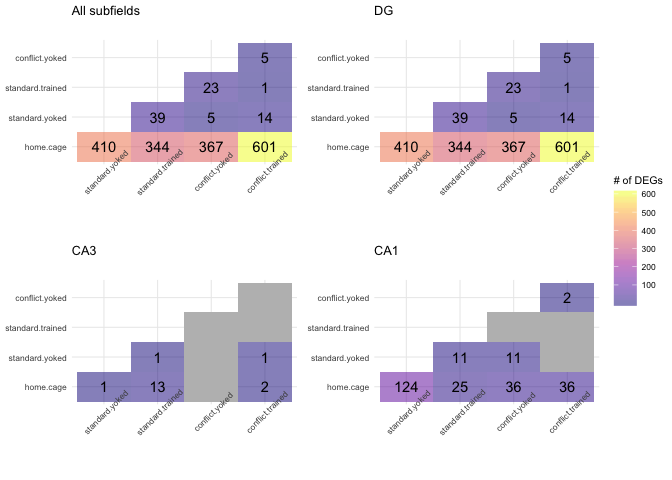 All subfields
conflict.yoked
standard.trained
standard.yoked
home.cage
5
23 1
39 5 14
410 344 367 601
standard.yoked
standard.trained
conflict.yoked
conflict.trained
DG
conflict.yoked
standard.trained
standard.yoked
home.cage
5
23 1
39 5 14
410 344 367 601
standard.yoked
standard.trained
conflict.yoked
conflict.trained
# of DEGs
600
500
400
300
200
100
CA3
conflict.yoked
standard.trained
standard.yoked
home.cage
1 1
1 13 2
standard.yoked
standard.trained
conflict.yoked
conflict.trained
CA1
conflict.yoked
standard.trained
standard.yoked
home.cage
2
11 11
124 25 36 36
standard.yoked
standard.trained
conflict.yoked
conflict.trained